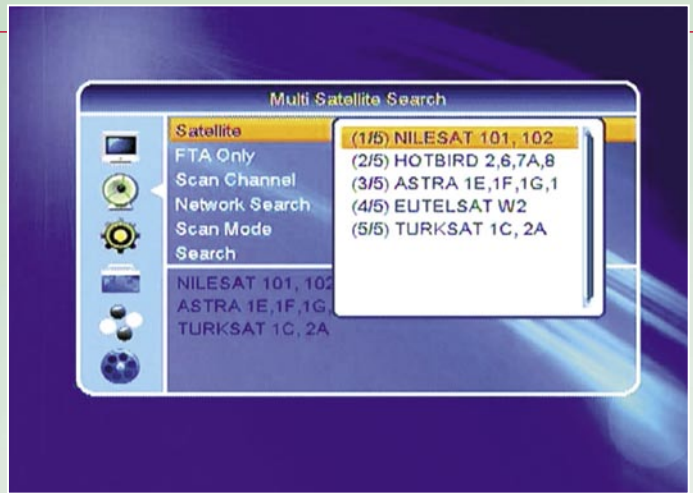 Multi Satellite Search
Satellite
FTA Only
Scan Channel
Network Search
Scan Mode
Search
(1/5) NILESAT 101, 102
(2/5) HOTBIRD 2,6,7A,8
(3/5) ASTRA 1E,1F,1G,1
(4/5) EUTELSAT W2
(5/5) TURKSAT 1C, 2A
NILESAT 101, 102
ASTRA 1E,1F,1G,
TURKSAT 1C, 2A